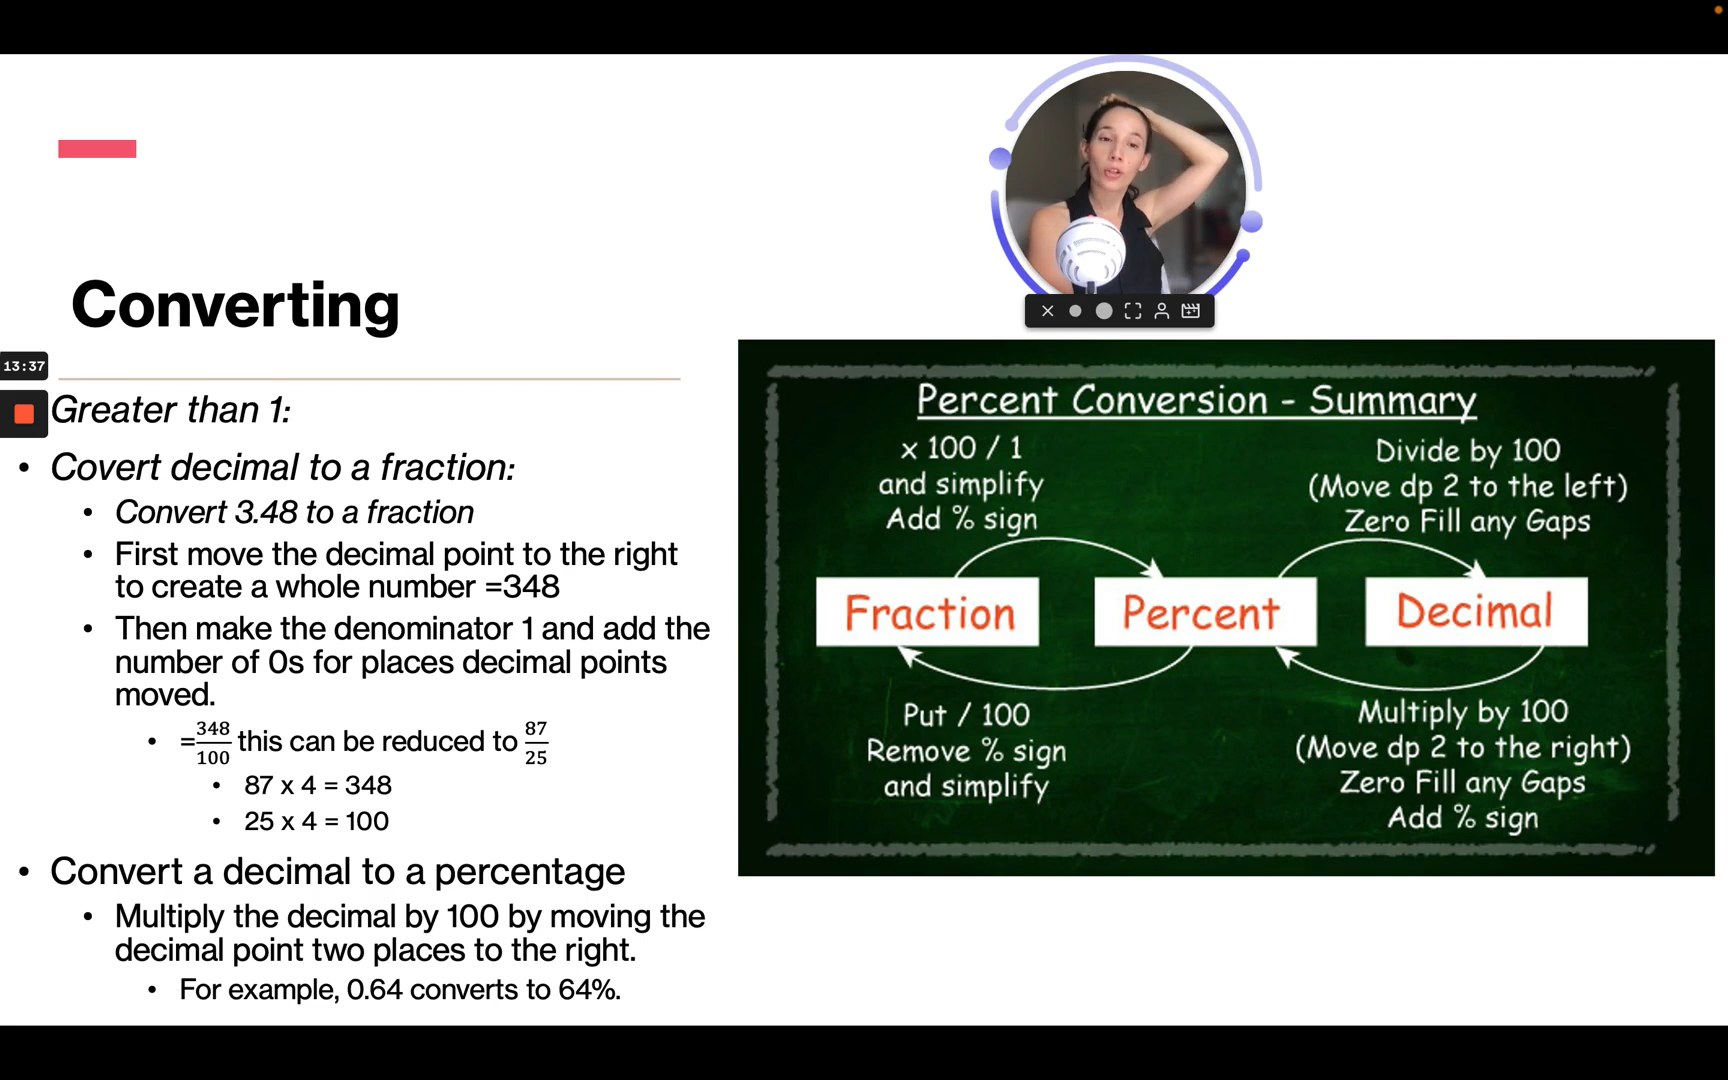 Converting
13:37
Greater than 1:
• Covert decimal to a fraction:
• Convert 3.48 to a fraction
• First move the decimal point to the right
to create a whole number =348
• Then make the denominator 1 and add the
number of 0s for places decimal points
moved.
• =348/100 this can be reduced to 87/25
• 87 x 4 = 348
• 25 x 4 = 100
• Convert a decimal to a percentage
• Multiply the decimal by 100 by moving the
decimal point two places to the right.
• For example, 0.64 converts to 64%.
Percent Conversion - Summary
x 100 / 1
and simplify
Add % sign
Divide by 100
(Move dp 2 to the left)
Zero Fill any Gaps
Fraction
Percent
Decimal
Put / 100
Remove % sign
and simplify
Multiply by 100
(Move dp 2 to the right)
Zero Fill any Gaps
Add % sign